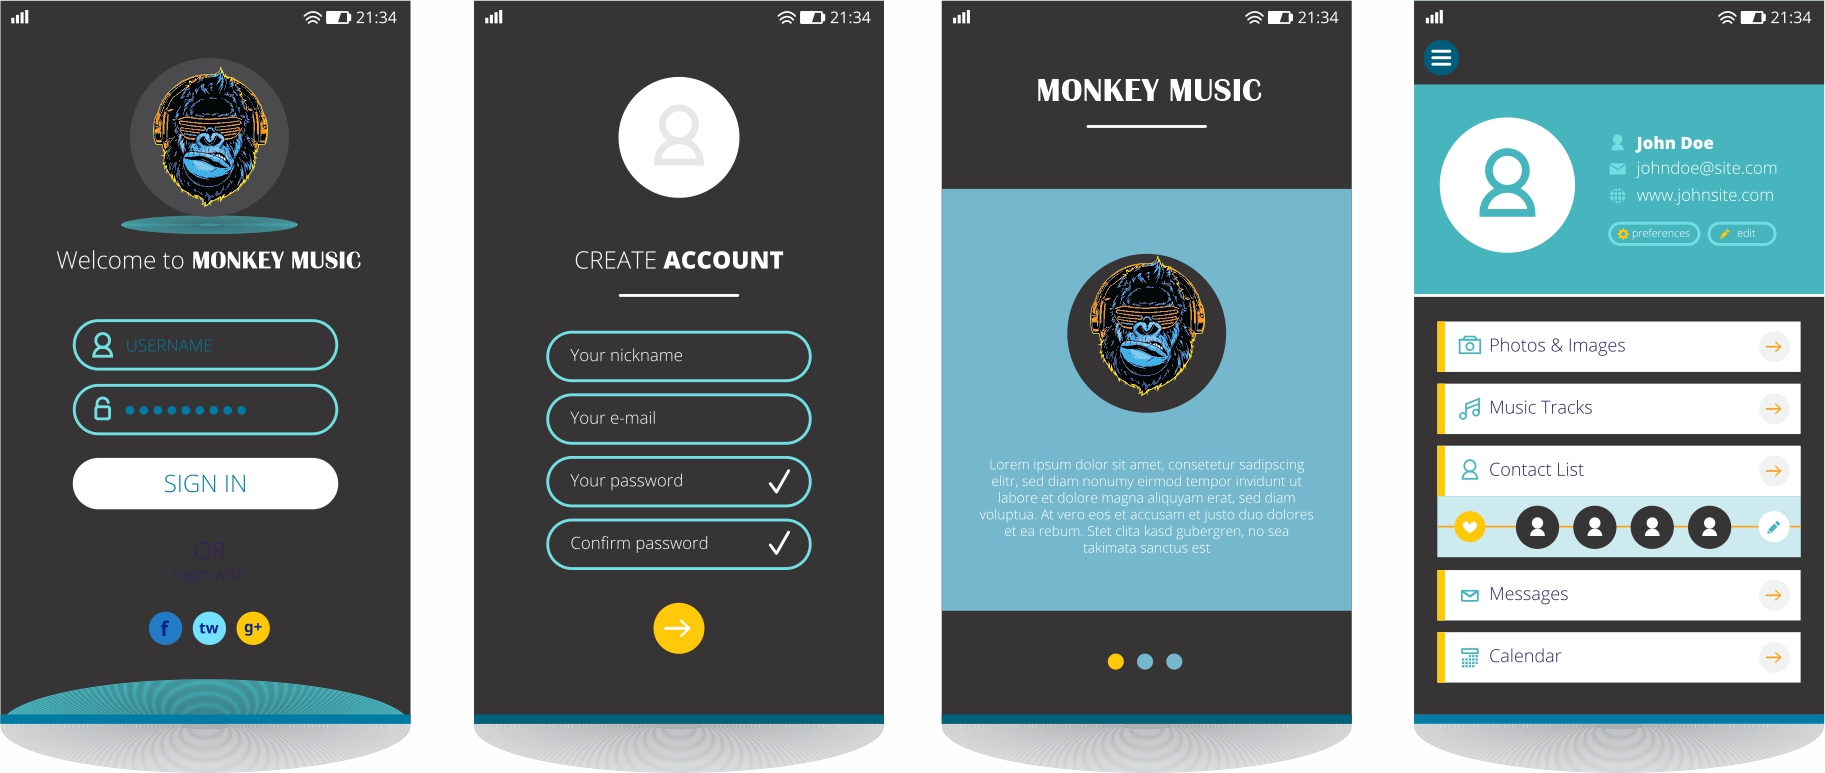 21:34
Welcome to MONKEY MUSIC
USERNAME
SIGN IN
OR
login with
f
tw
g+
21:34
CREATE ACCOUNT
Your nickname
Your e-mail
Your password
Confirm password
21:34
MONKEY MUSIC
Lorem ipsum dolor sit amet, consetetur sadipscing
elitr, sed diam nonumy eirmod tempor invidunt ut
labore et dolore magna aliquyam erat, sed diam
voluptua. At vero eos et accusam et justo duo dolores
et ea rebum. Stet clita kasd gubergren, no sea
takimata sanctus est
21:34
John Doe
johndoe@site.com
www.johnsite.com
preferences
edit
Photos & Images
Music Tracks
Contact List
Messages
Calendar